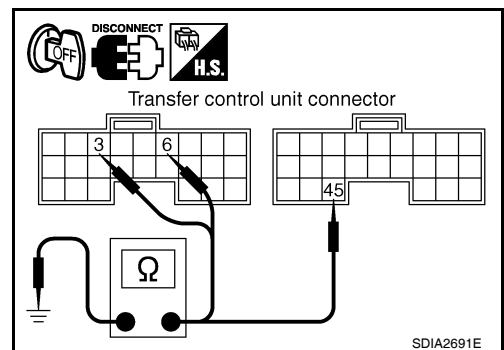 DISCONNECT
OFF
H.S.
Transfer control unit connector
3 6
45
Ω
SDIA2691E